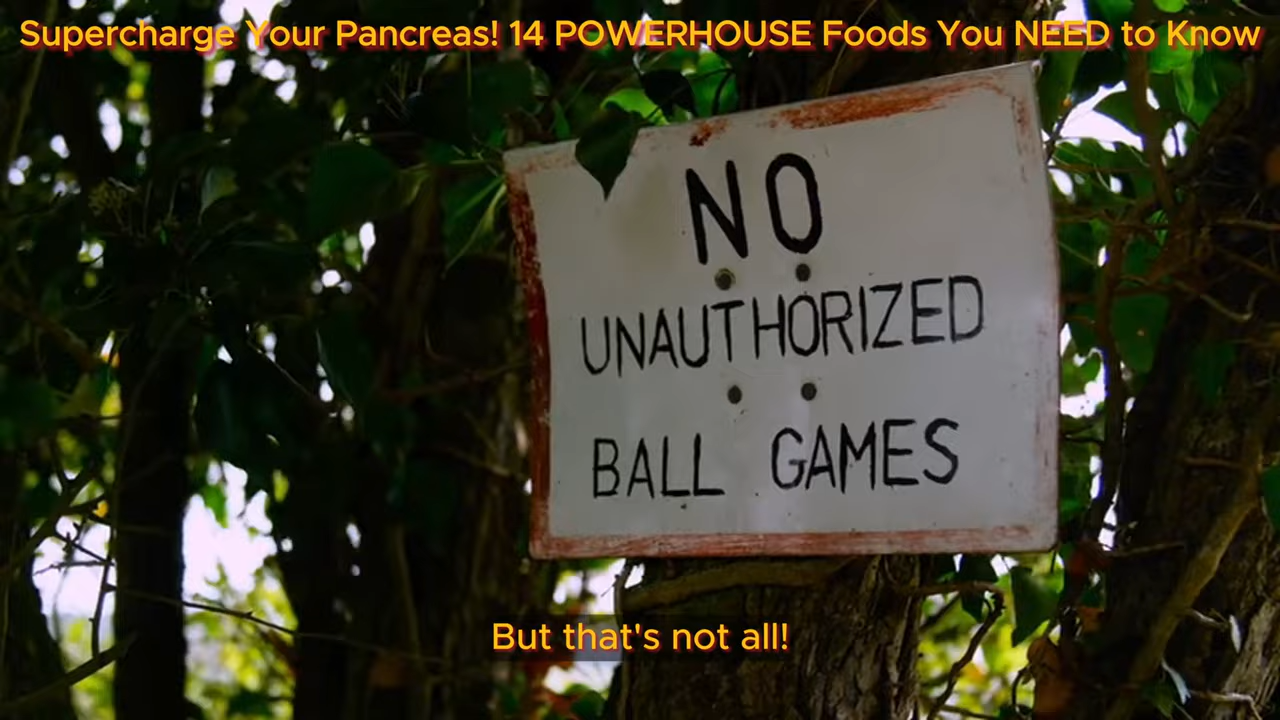 Supercharge Your Pancreas! 14 POWERHOUSE Foods You NEED to Know
NO
UNAUTHORIZED
BALL GAMES
But that's not all!